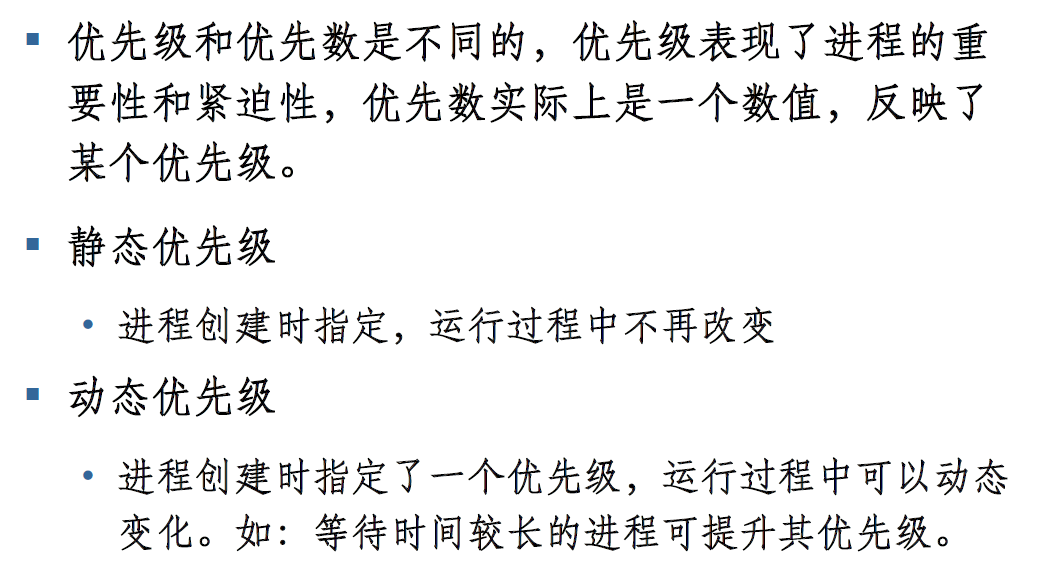 优先级和优先数是不同的，优先级表现了进程的重
要性和紧迫性，优先数实际上是一个数值，反映了
某个优先级。
静态优先级
进程创建时指定，运行过程中不再改变
动态优先级
进程创建时指定了一个优先级，运行过程中可以动态
变化。如：等待时间较长的进程可提升其优先级。